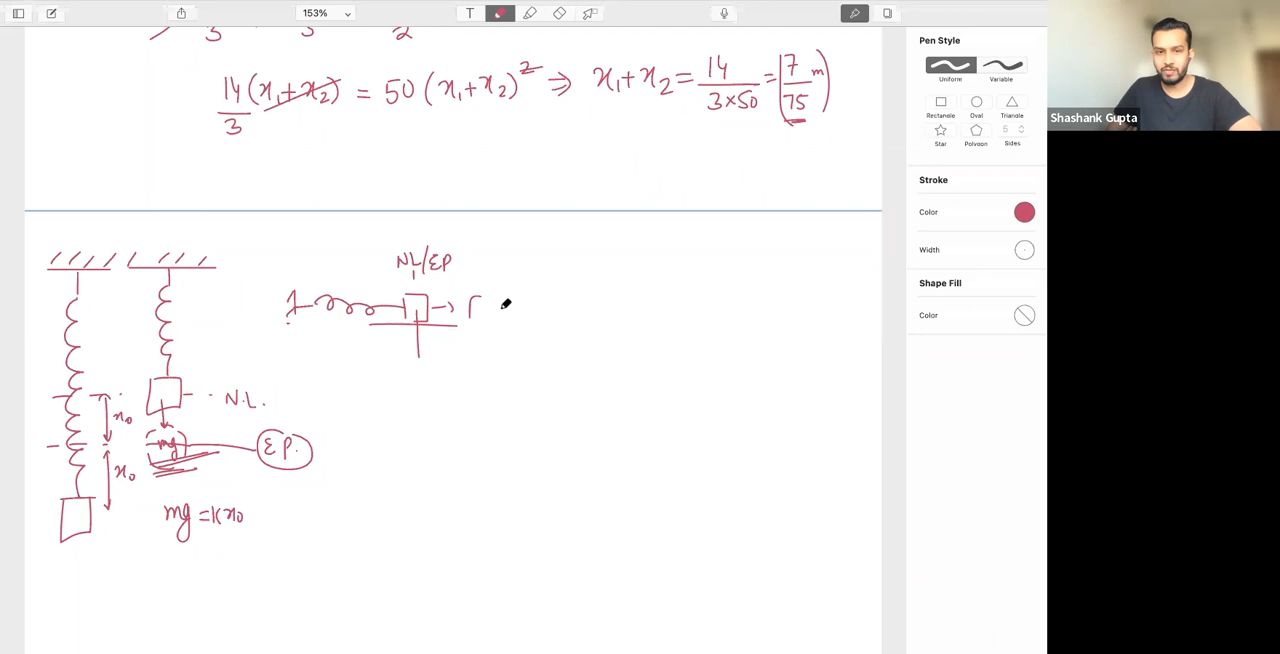 153%
T
3 3 2
14/3 (x₁+x₂) = 50 (x₁+x₂)² ⇒ x₁+x₂ = 14/(3×50) = 7/75 m
NL/EP
N.L.
x₀
mg
E P.
x₀
mg = Kx₀
Shashank Gupta
Pen Style
Uniform Variable
Rectangle Oval Triangle
5
Star Polygon Sides
Stroke
Color
Width
Shape Fill
Color